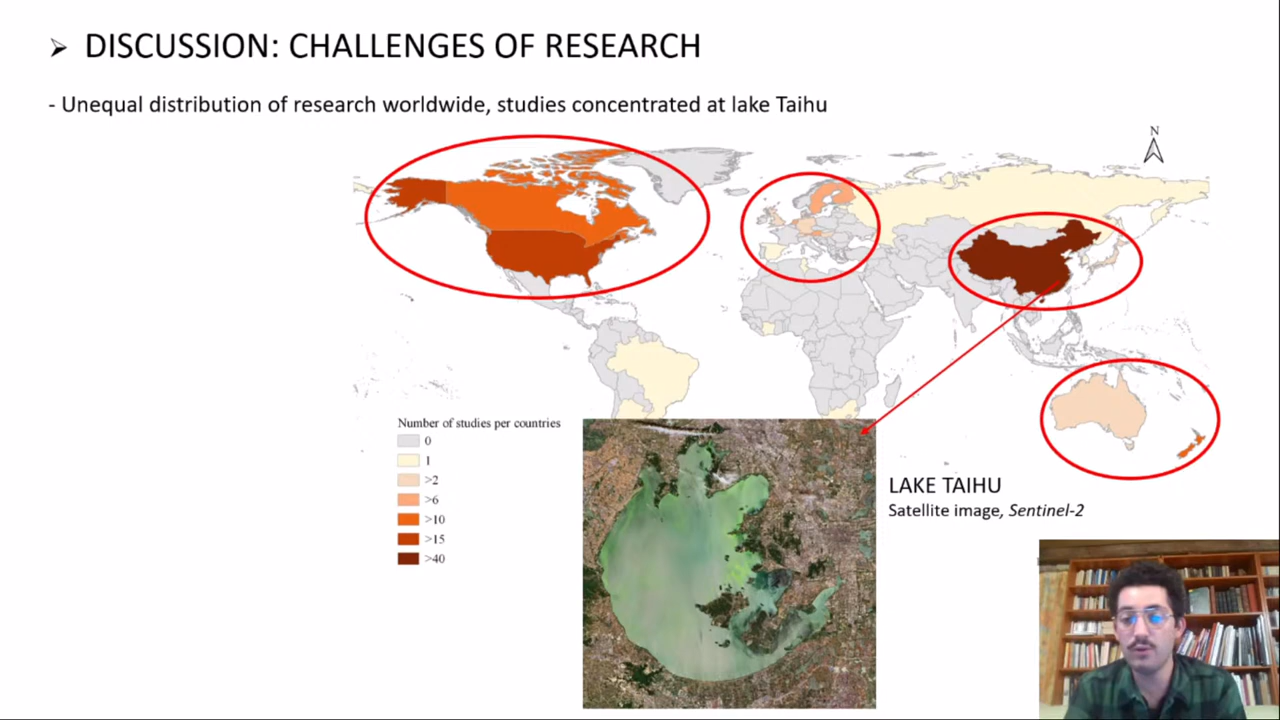 ➢ DISCUSSION: CHALLENGES OF RESEARCH
- Unequal distribution of research worldwide, studies concentrated at lake Taihu
N
Number of studies per countries
0
1
>2
>6
>10
>15
>40
LAKE TAIHU
Satellite image, Sentinel-2